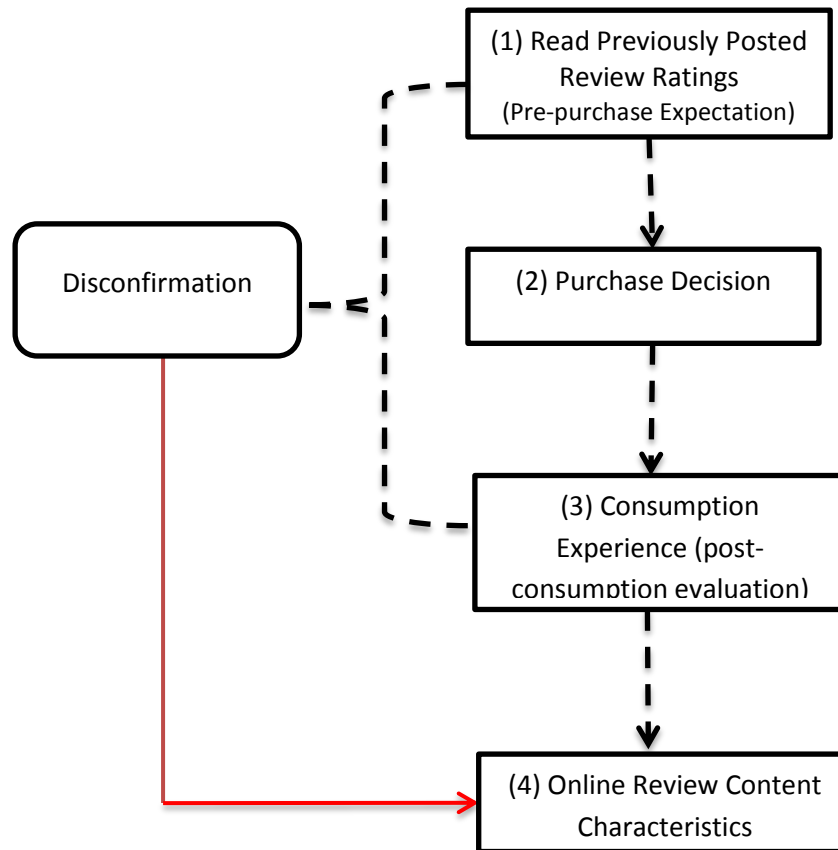 (1) Read Previously Posted
Review Ratings
(Pre-purchase Expectation)
Disconfirmation
(2) Purchase Decision
(3) Consumption
Experience (post-
consumption evaluation)
(4) Online Review Content
Characteristics